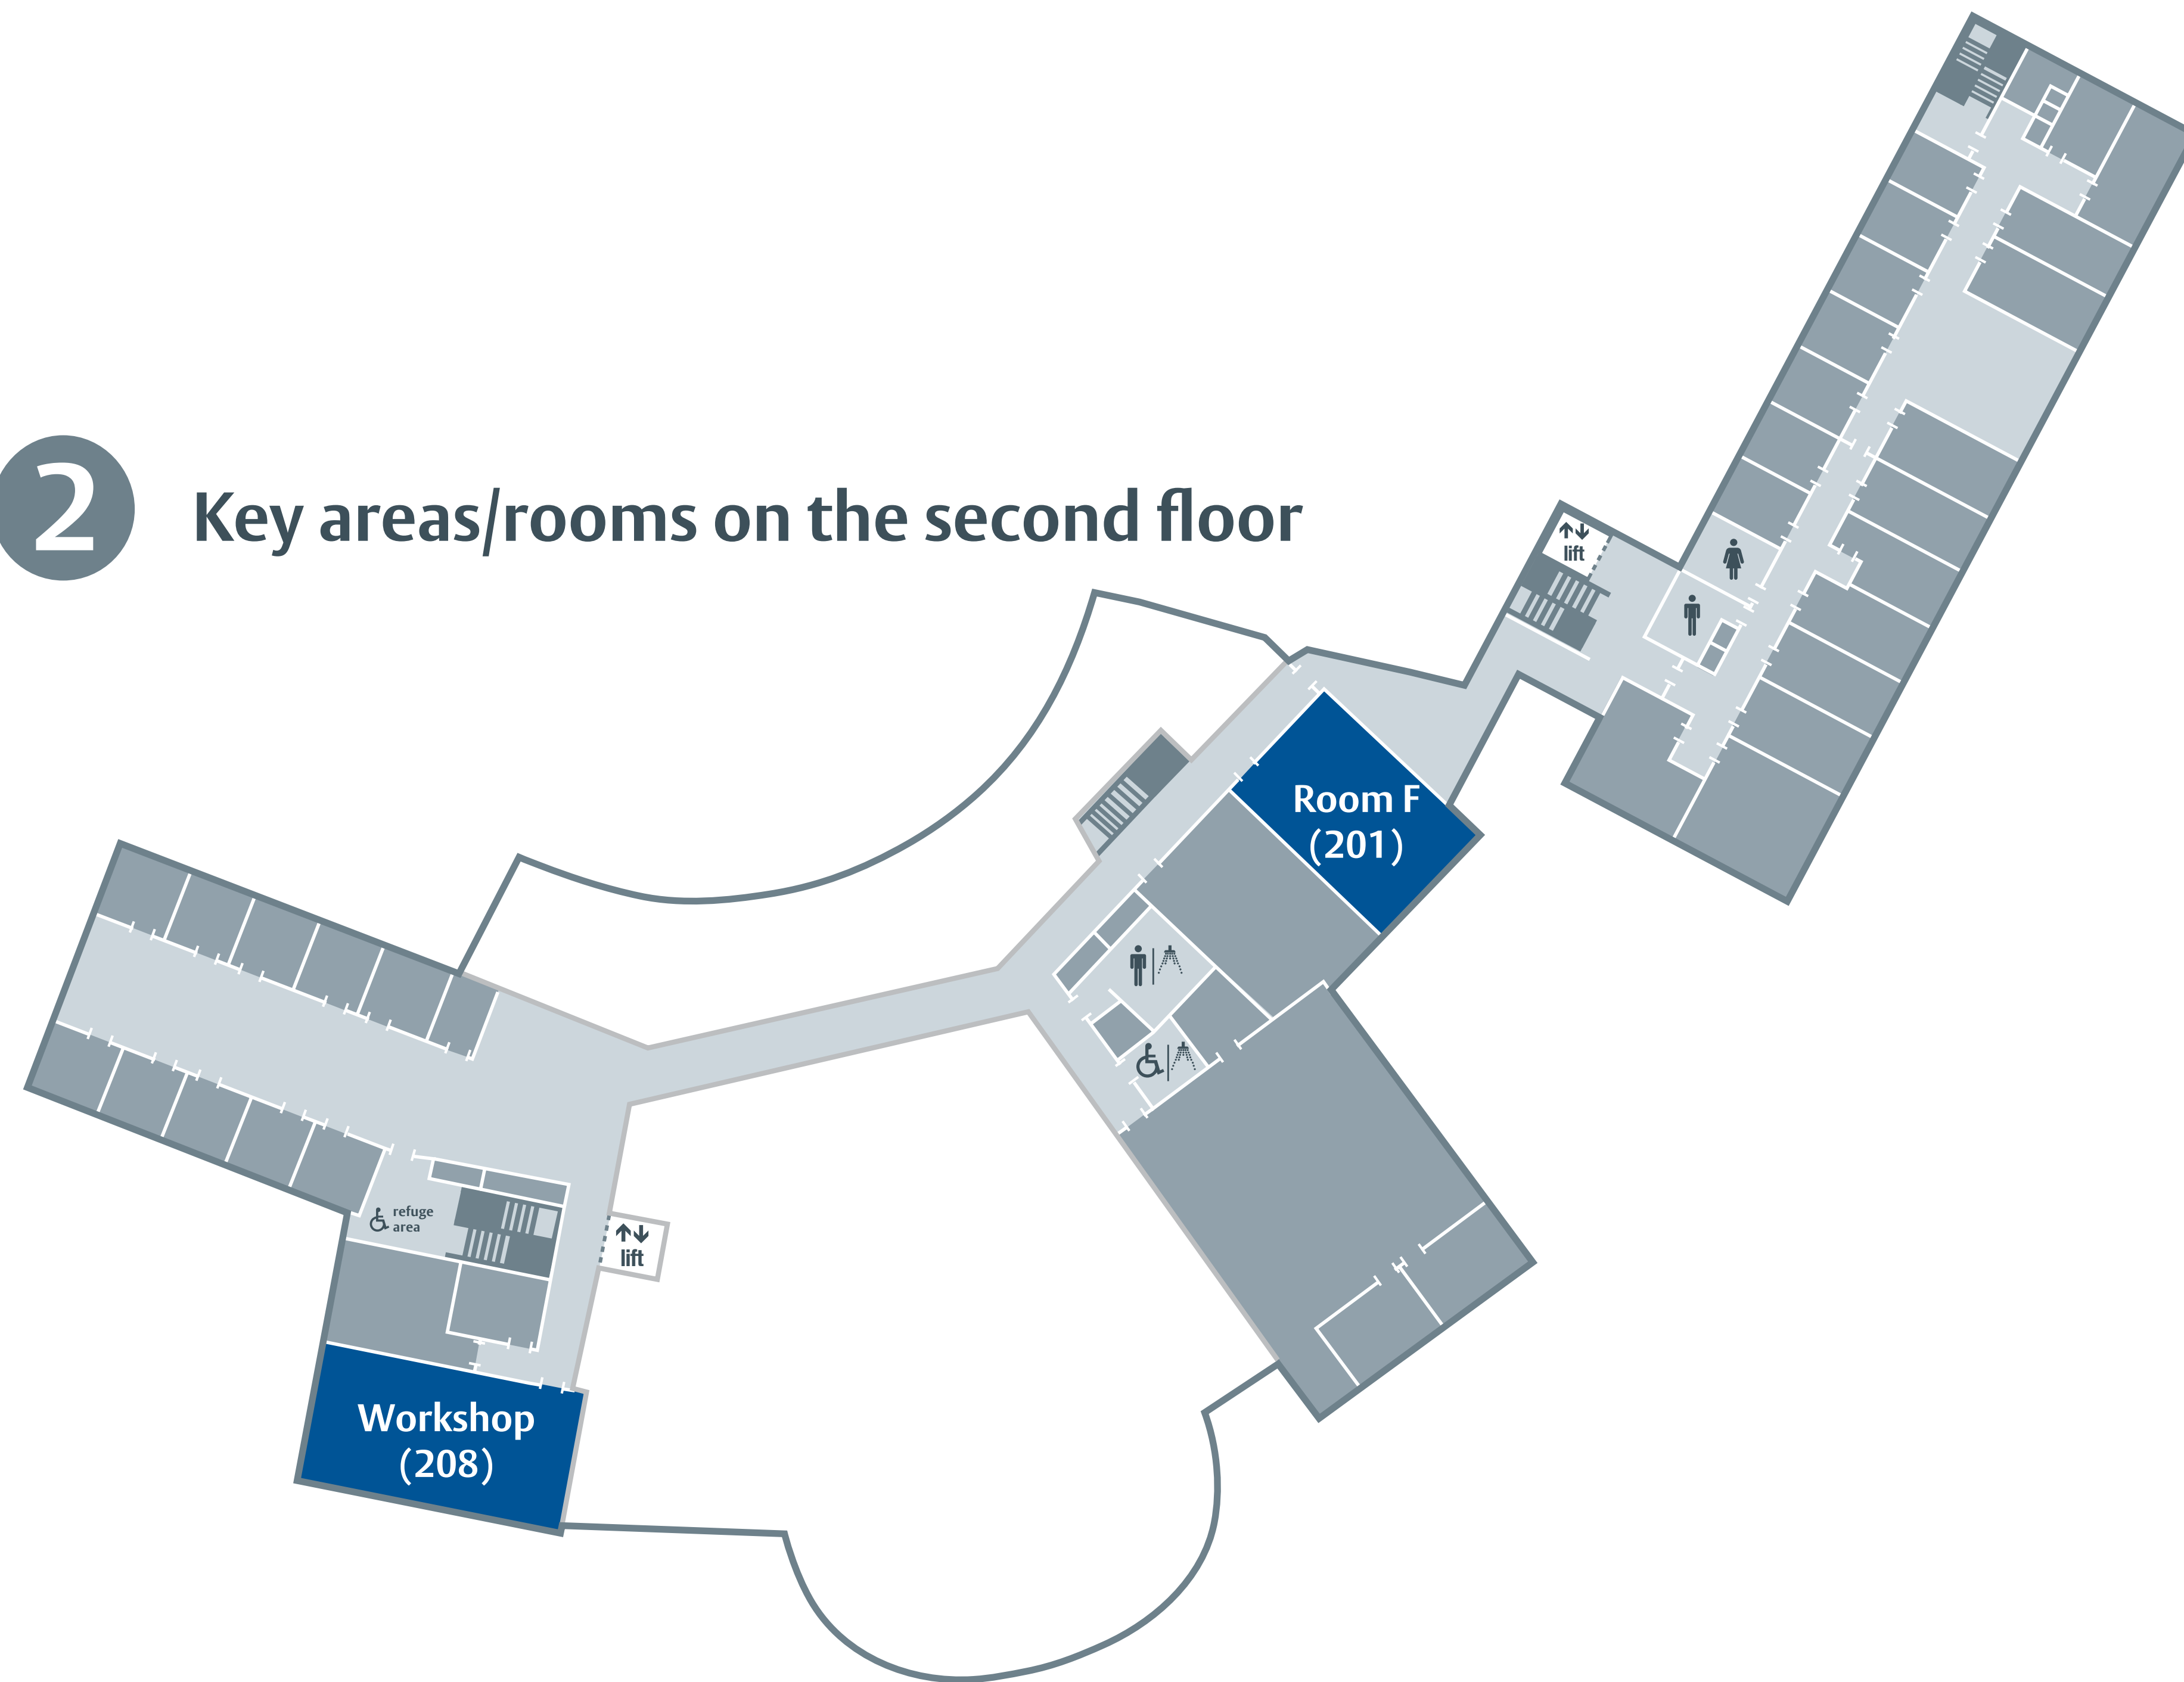 2
Key areas/rooms on the second floor
lift
Room F
(201)
refuge
area
lift
Workshop
(208)